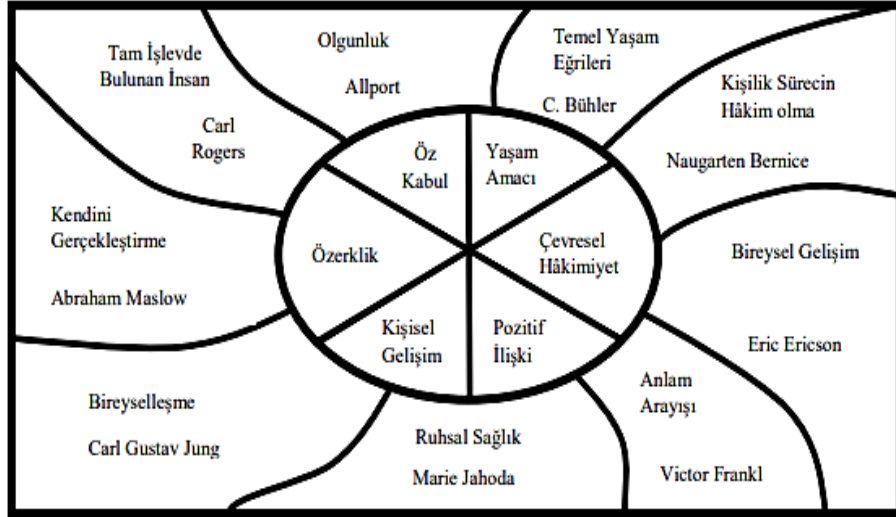 Tam İşlevde
Bulunan İnsan
Carl
Rogers
Olgunluk
Allport
Temel Yaşam
Eğrileri
C. Bühler
Kişilik Sürecin
Hâkim olma
Naugarten Bernice
Öz
Kabul
Yaşam
Amacı
Kendini
Gerçekleştirme
Abraham Maslow
Özerklik
Çevresel
Hâkimiyet
Bireysel Gelişim
Eric Ericson
Kişisel
Gelişim
Pozitif
İlişki
Anlam
Arayışı
Victor Frankl
Bireyselleşme
Carl Gustav Jung
Ruhsal Sağlık
Marie Jahoda